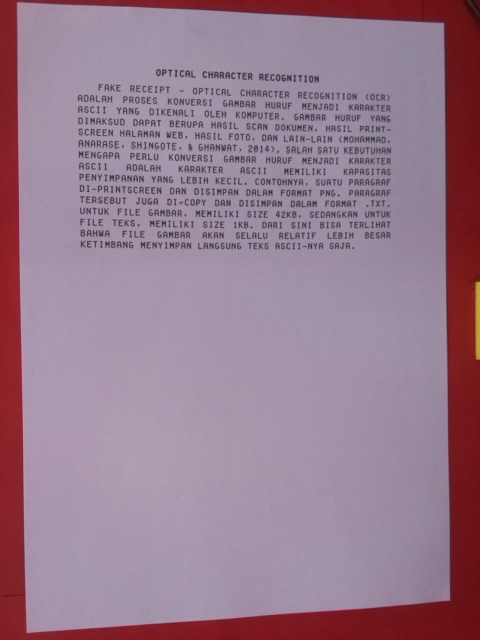 OPTICAL CHARACTER RECOGNITION
FAKE RECEIPT - OPTICAL CHARACTER RECOGNITION (OCR)
ADALAH PROSES KONVERSI GAMBAR HURUF MENJADI KARAKTER
ASCII YANG DIKENALI OLEH KOMPUTER. GAMBAR HURUF YANG
DIMAKSUD DAPAT BERUPA HASIL SCAN DOKUMEN, HASIL PRINT-
SCREEN HALAMAN WEB, HASIL FOTO, DAN LAIN-LAIN (MOHAMMAD,
ANARASE, SHINGOTE, & GHANWAT, 2014). SALAH SATU KEBUTUHAN
MENGAPA PERLU KONVERSI GAMBAR HURUF MENJADI KARAKTER
ASCII ADALAH KARAKTER ASCII MEMILIKI KAPASITAS
PENYIMPANAN YANG LEBIH KECIL. CONTOHNYA, SUATU PARAGRAF
DI-PRINTSCREEN DAN DISIMPAN DALAM FORMAT PNG. PARAGRAF
TERSEBUT JUGA DI-COPY DAN DISIMPAN DALAM FORMAT .TXT.
UNTUK FILE GAMBAR, MEMILIKI SIZE 42KB, SEDANGKAN UNTUK
FILE TEKS, MEMILIKI SIZE 1KB. DARI SINI BISA TERLIHAT
BAHWA FILE GAMBAR AKAN SELALU RELATIF LEBIH BESAR
KETIMBANG MENYIMPAN LANGSUNG TEKS ASCII-NYA SAJA.